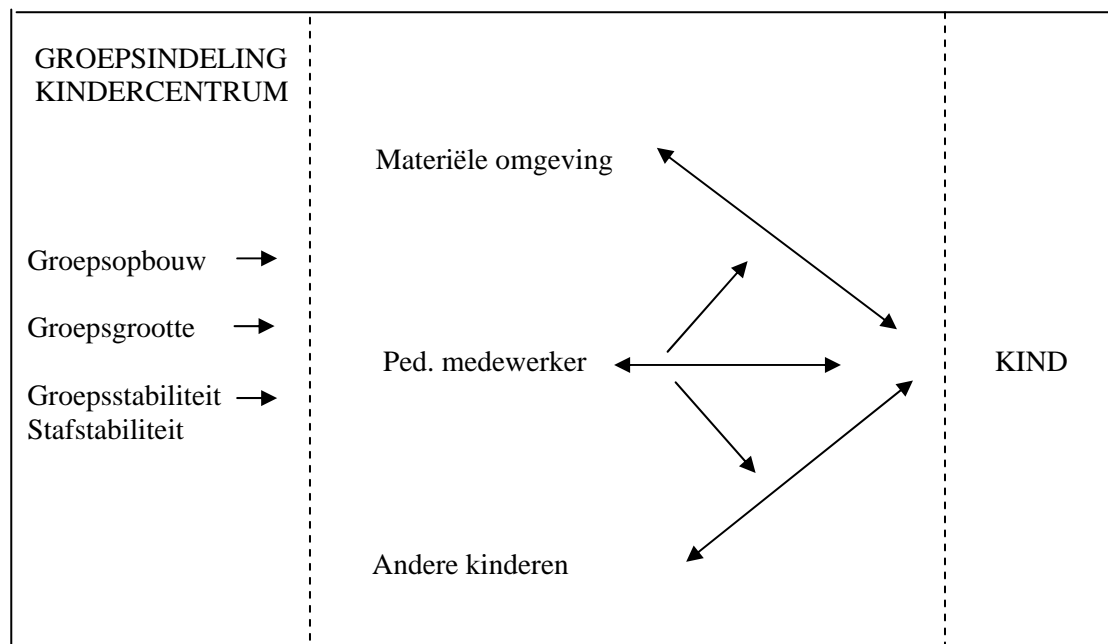 GROEPSINDELING
KINDERCENTRUM
Materiële omgeving
Groepsopbouw
Groepsgrootte
Ped. medewerker
KIND
Groepsstabiliteit
Stafstabiliteit
Andere kinderen